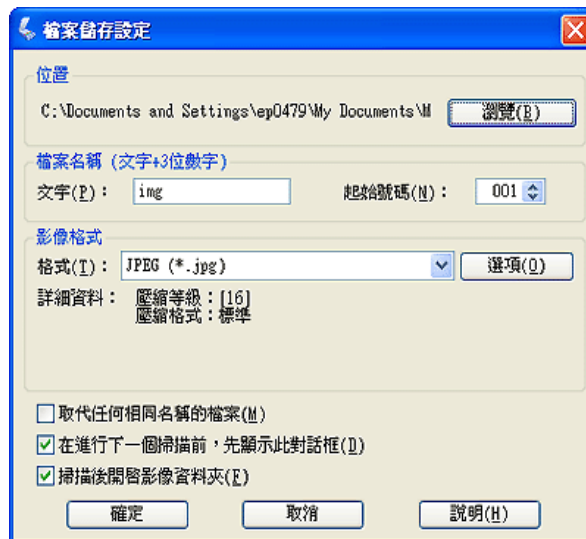 檔案儲存設定
位置
C:\Documents and Settings\ep0479\My Documents\M 瀏覽(R)
檔案名稱 (文字+3位數字)
文字(P)： img 起始號碼(N)： 001
影像格式
格式(T)： JPEG (*.jpg) 選項(O)
詳細資料： 壓縮等級：[16]
壓縮格式：標準
取代任何相同名稱的檔案(M)
在進行下一個掃描前，先顯示此對話框(D)
掃描後開啓影像資料夾(F)
確定 取消 說明(H)